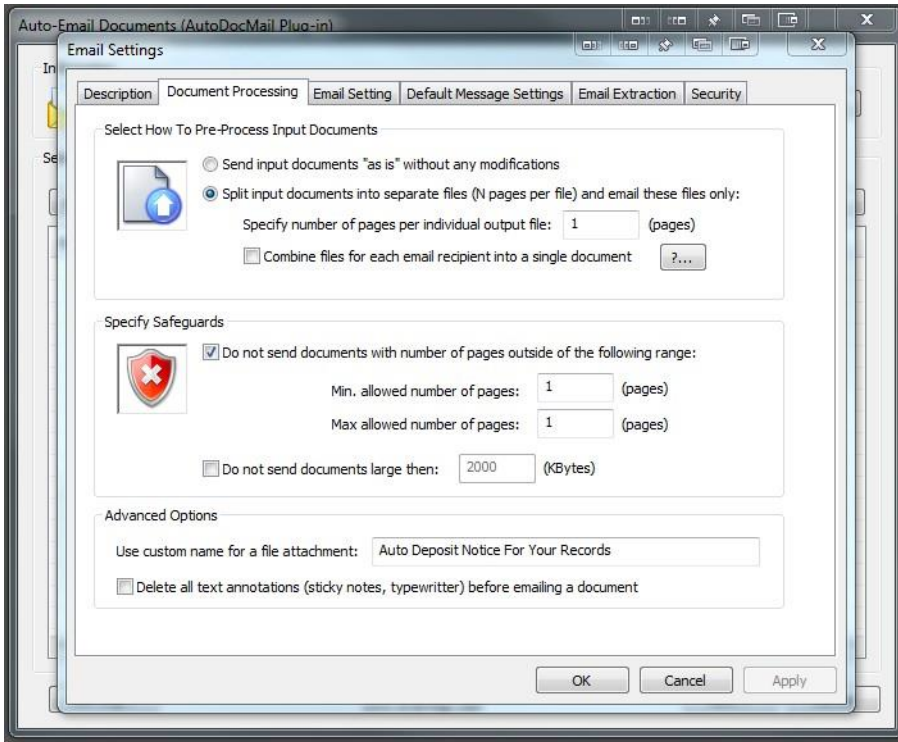 Auto-Email Documents (AutoDocMail Plug-in)
Email Settings
Description Document Processing Email Setting Default Message Settings Email Extraction Security
Select How To Pre-Process Input Documents
Send input documents "as is" without any modifications
Split input documents into separate files (N pages per file) and email these files only:
Specify number of pages per individual output file: 1 (pages)
Combine files for each email recipient into a single document ?...
Specify Safeguards
Do not send documents with number of pages outside of the following range:
Min. allowed number of pages: 1 (pages)
Max allowed number of pages: 1 (pages)
Do not send documents large then: 2000 (KBytes)
Advanced Options
Use custom name for a file attachment: Auto Deposit Notice For Your Records
Delete all text annotations (sticky notes, typewritter) before emailing a document
OK Cancel Apply